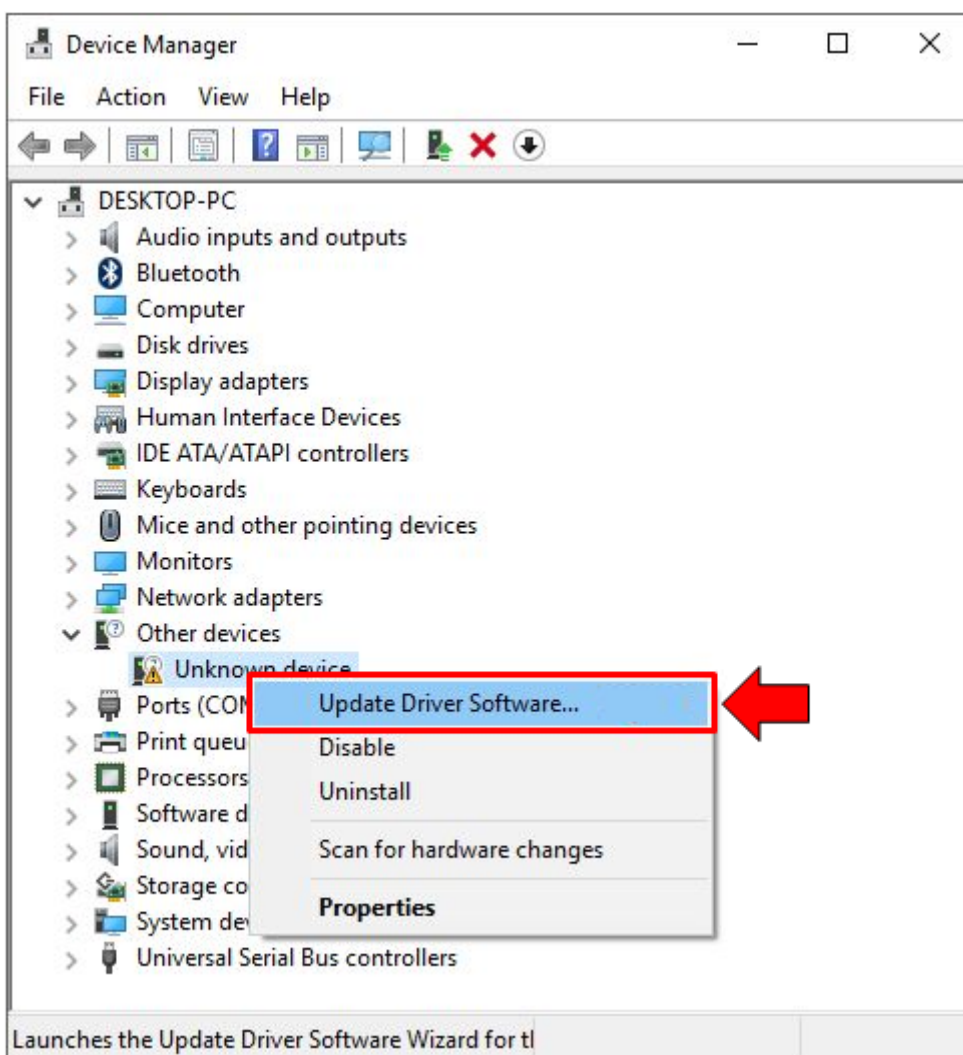 Device Manager
File Action View Help
DESKTOP-PC
Audio inputs and outputs
Bluetooth
Computer
Disk drives
Display adapters
Human Interface Devices
IDE ATA/ATAPI controllers
Keyboards
Mice and other pointing devices
Monitors
Network adapters
Other devices
Unknown device
Ports (COM
Update Driver Software...
Print queu
Disable
Processors
Uninstall
Software d
Sound, vid
Scan for hardware changes
Storage co
Properties
System dev
Universal Serial Bus controllers
Launches the Update Driver Software Wizard for tl